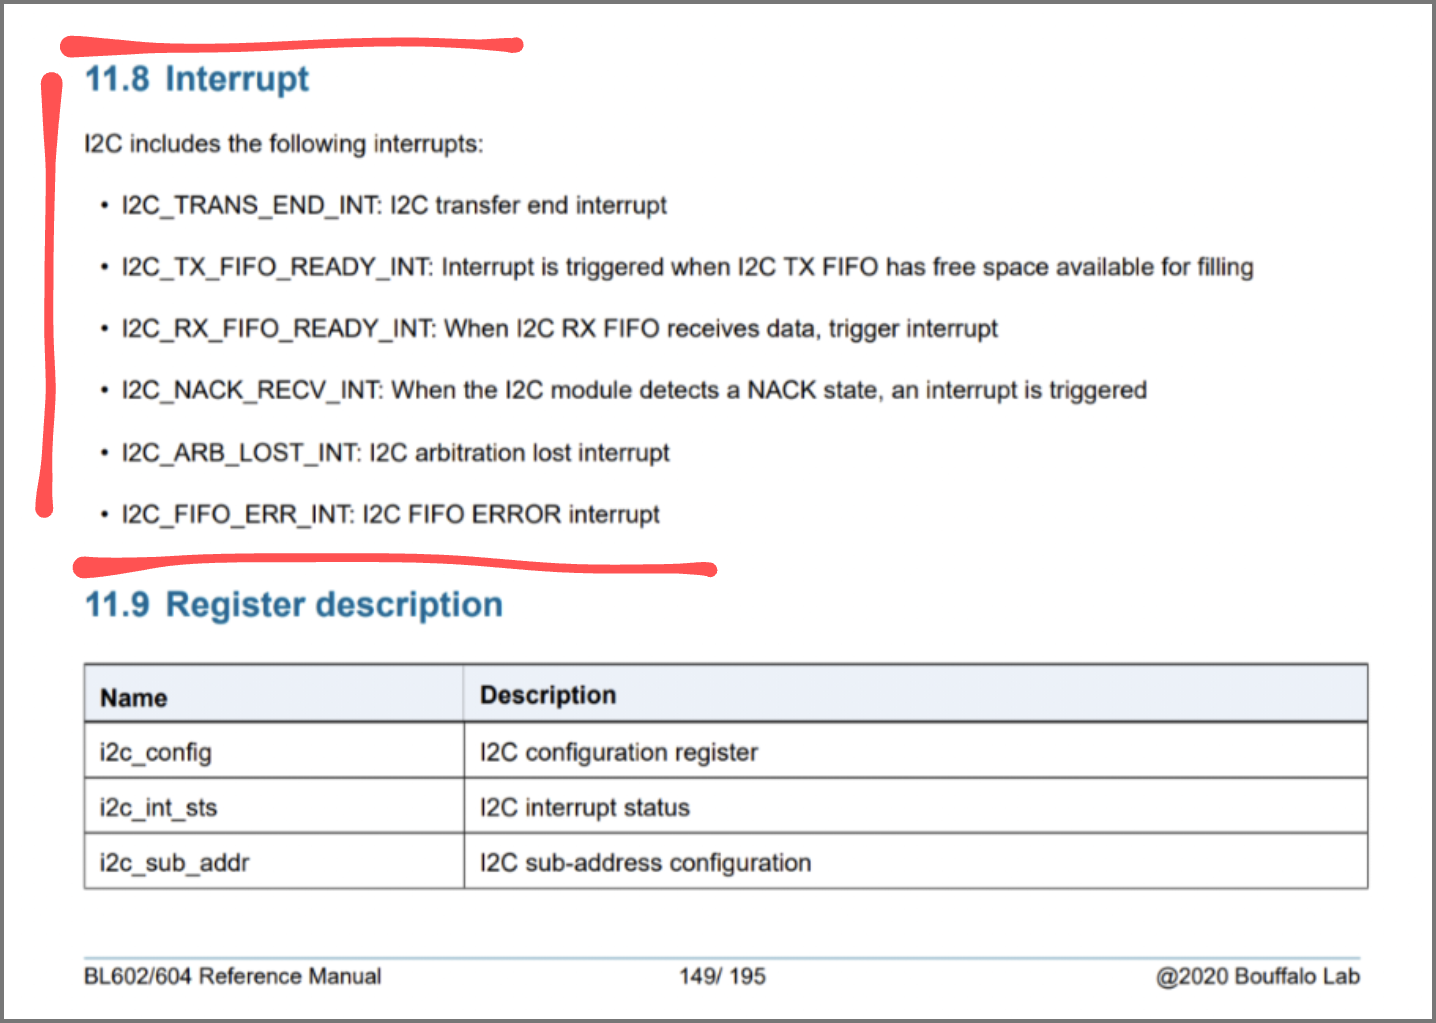 11.8 Interrupt
I2C includes the following interrupts:
• I2C_TRANS_END_INT: I2C transfer end interrupt
• I2C_TX_FIFO_READY_INT: Interrupt is triggered when I2C TX FIFO has free space available for filling
• I2C_RX_FIFO_READY_INT: When I2C RX FIFO receives data, trigger interrupt
• I2C_NACK_RECV_INT: When the I2C module detects a NACK state, an interrupt is triggered
• I2C_ARB_LOST_INT: I2C arbitration lost interrupt
• I2C_FIFO_ERR_INT: I2C FIFO ERROR interrupt
11.9 Register description
Name Description
i2c_config I2C configuration register
i2c_int_sts I2C interrupt status
i2c_sub_addr I2C sub-address configuration
BL602/604 Reference Manual 149/ 195 @2020 Bouffalo Lab